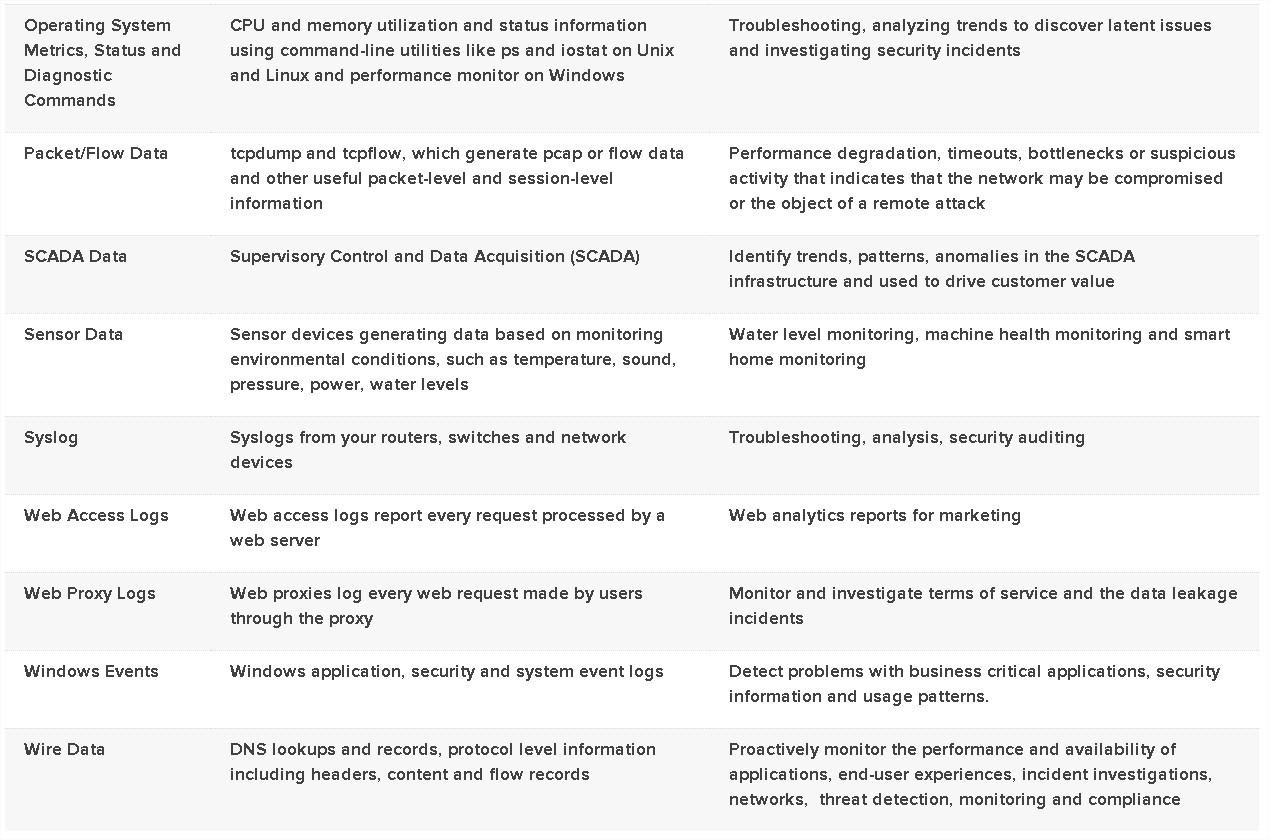 Operating System
Metrics, Status and
Diagnostic
Commands
CPU and memory utilization and status information
using command-line utilities like ps and iostat on Unix
and Linux and performance monitor on Windows
Troubleshooting, analyzing trends to discover latent issues
and investigating security incidents
Packet/Flow Data
tcpdump and tcpflow, which generate pcap or flow data
and other useful packet-level and session-level
information
Performance degradation, timeouts, bottlenecks or suspicious
activity that indicates that the network may be compromised
or the object of a remote attack
SCADA Data
Supervisory Control and Data Acquisition (SCADA)
Identify trends, patterns, anomalies in the SCADA
infrastructure and used to drive customer value
Sensor Data
Sensor devices generating data based on monitoring
environmental conditions, such as temperature, sound,
pressure, power, water levels
Water level monitoring, machine health monitoring and smart
home monitoring
Syslog
Syslogs from your routers, switches and network
devices
Troubleshooting, analysis, security auditing
Web Access Logs
Web access logs report every request processed by a
web server
Web analytics reports for marketing
Web Proxy Logs
Web proxies log every web request made by users
through the proxy
Monitor and investigate terms of service and the data leakage
incidents
Windows Events
Windows application, security and system event logs
Detect problems with business critical applications, security
information and usage patterns.
Wire Data
DNS lookups and records, protocol level information
including headers, content and flow records
Proactively monitor the performance and availability of
applications, end-user experiences, incident investigations,
networks,  threat detection, monitoring and compliance